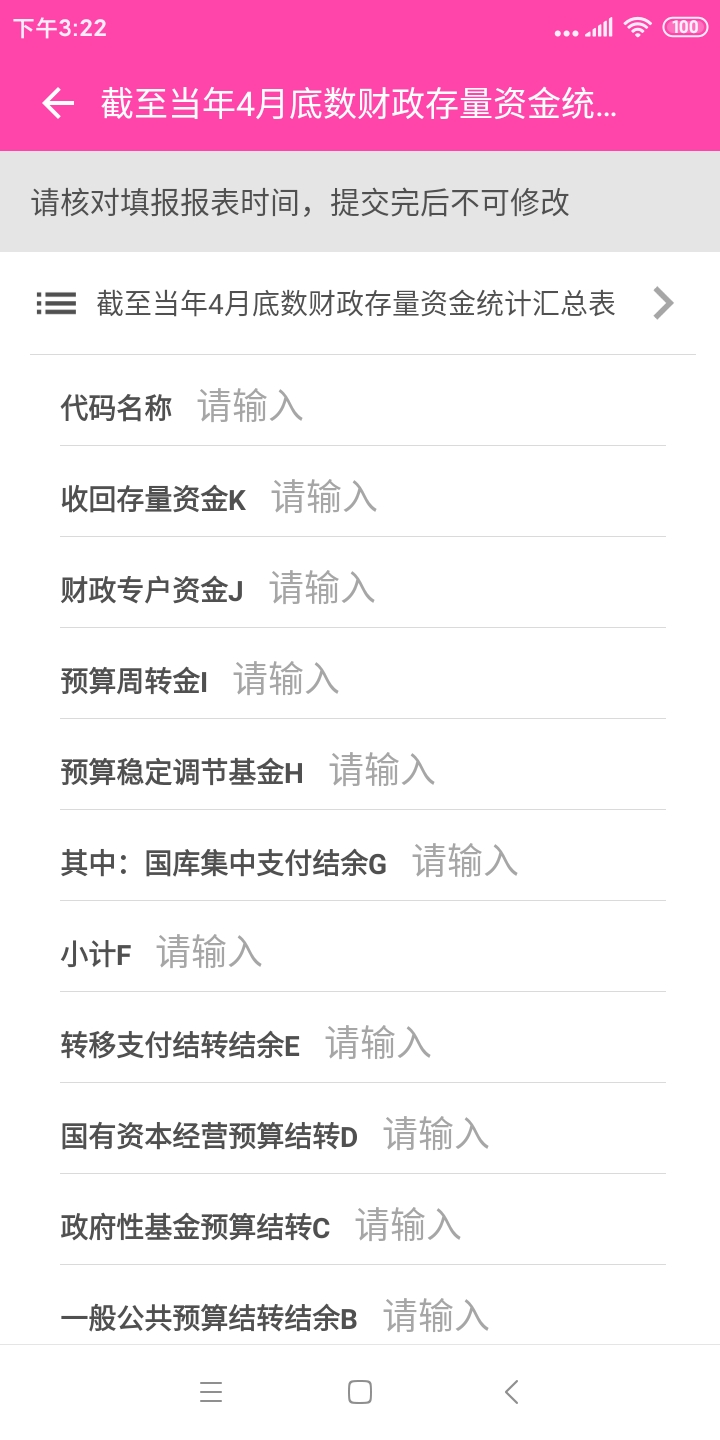 下午3:22
100
截至当年4月底数财政存量资金统...
请核对填报报表时间，提交完后不可修改
截至当年4月底数财政存量资金统计汇总表
代码名称 请输入
收回存量资金K 请输入
财政专户资金J 请输入
预算周转金I 请输入
预算稳定调节基金H 请输入
其中：国库集中支付结余G 请输入
小计F 请输入
转移支付结转结余E 请输入
国有资本经营预算结转D 请输入
政府性基金预算结转C 请输入
一般公共预算结转结余B 请输入